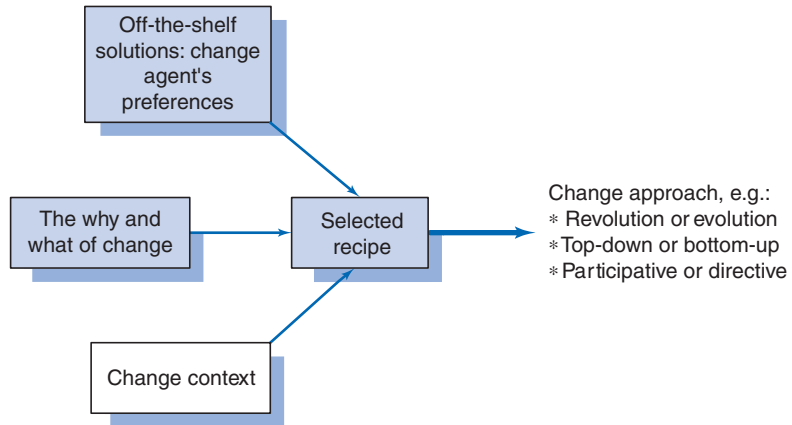 Off-the-shelf
solutions: change
agent's
preferences
The why and
what of change
Selected
recipe
Change approach, e.g.:
* Revolution or evolution
* Top-down or bottom-up
* Participative or directive
Change context